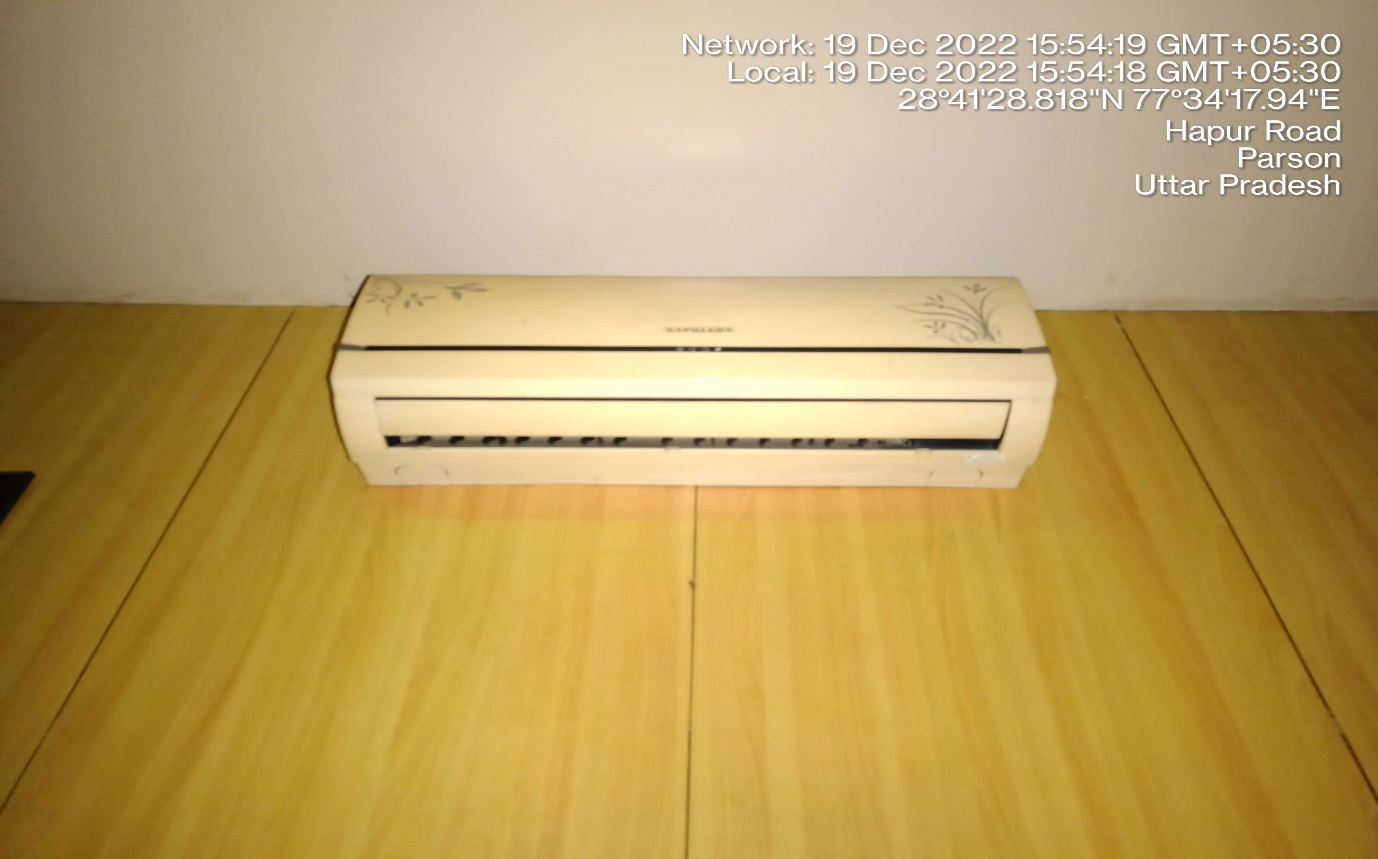 Network: 19 Dec 2022 15:54:19 GMT+05:30
Local: 19 Dec 2022 15:54:18 GMT+05:30
28°41'28.818"N 77°34'17.94"E
Hapur Road
Parson
Uttar Pradesh